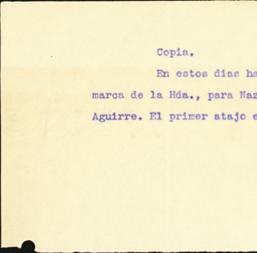 Copia.
En estos dias ha
marca de la Hda., para Naz
Aguirre. El primer atajo e